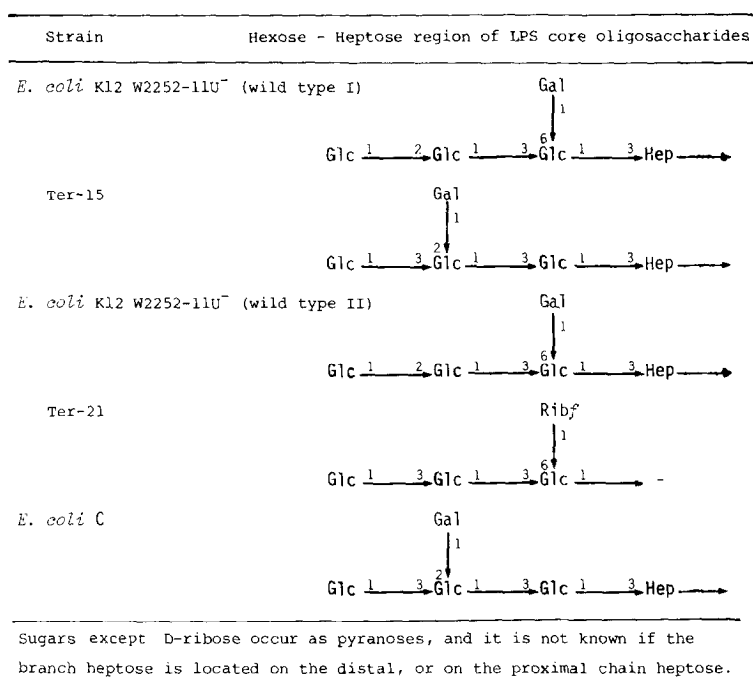 Strain Hexose - Heptose region of LPS core oligosaccharides
E. coli K12 W2252-11U⁻ (wild type I) Gal
1
6
Glc 1 2 Glc 1 3 Glc 1 3 Hep
Ter-15 Gal
1
2
Glc 1 3 Glc 1 3 Glc 1 3 Hep
E. coli K12 W2252-11U⁻ (wild type II) Gal
1
6
Glc 1 2 Glc 1 3 Glc 1 3 Hep
Ter-21 Ribf
1
6
Glc 1 3 Glc 1 3 Glc 1 -
E. coli C Gal
1
2
Glc 1 3 Glc 1 3 Glc 1 3 Hep
Sugars except D-ribose occur as pyranoses, and it is not known if the
branch heptose is located on the distal, or on the proximal chain heptose.